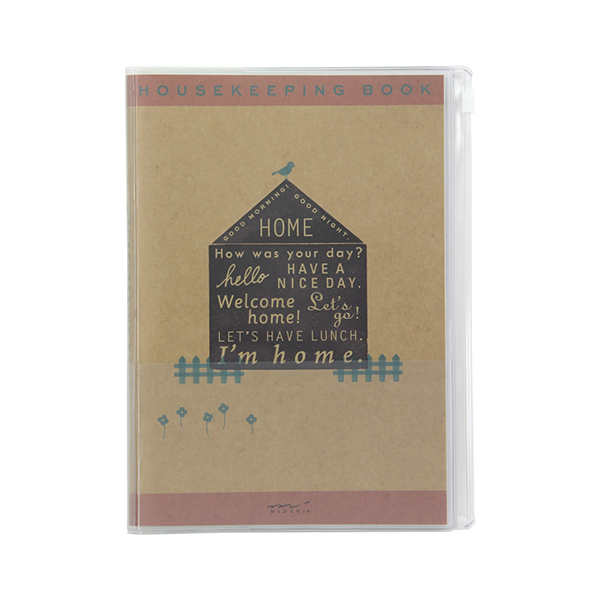 HOUSEKEEPING BOOK
GOOD MORNING! GOOD NIGHT.
HOME
How was your day?
hello HAVE A NICE DAY.
Welcome home! Let's go!
LET'S HAVE LUNCH.
I'm home.
MIDORI